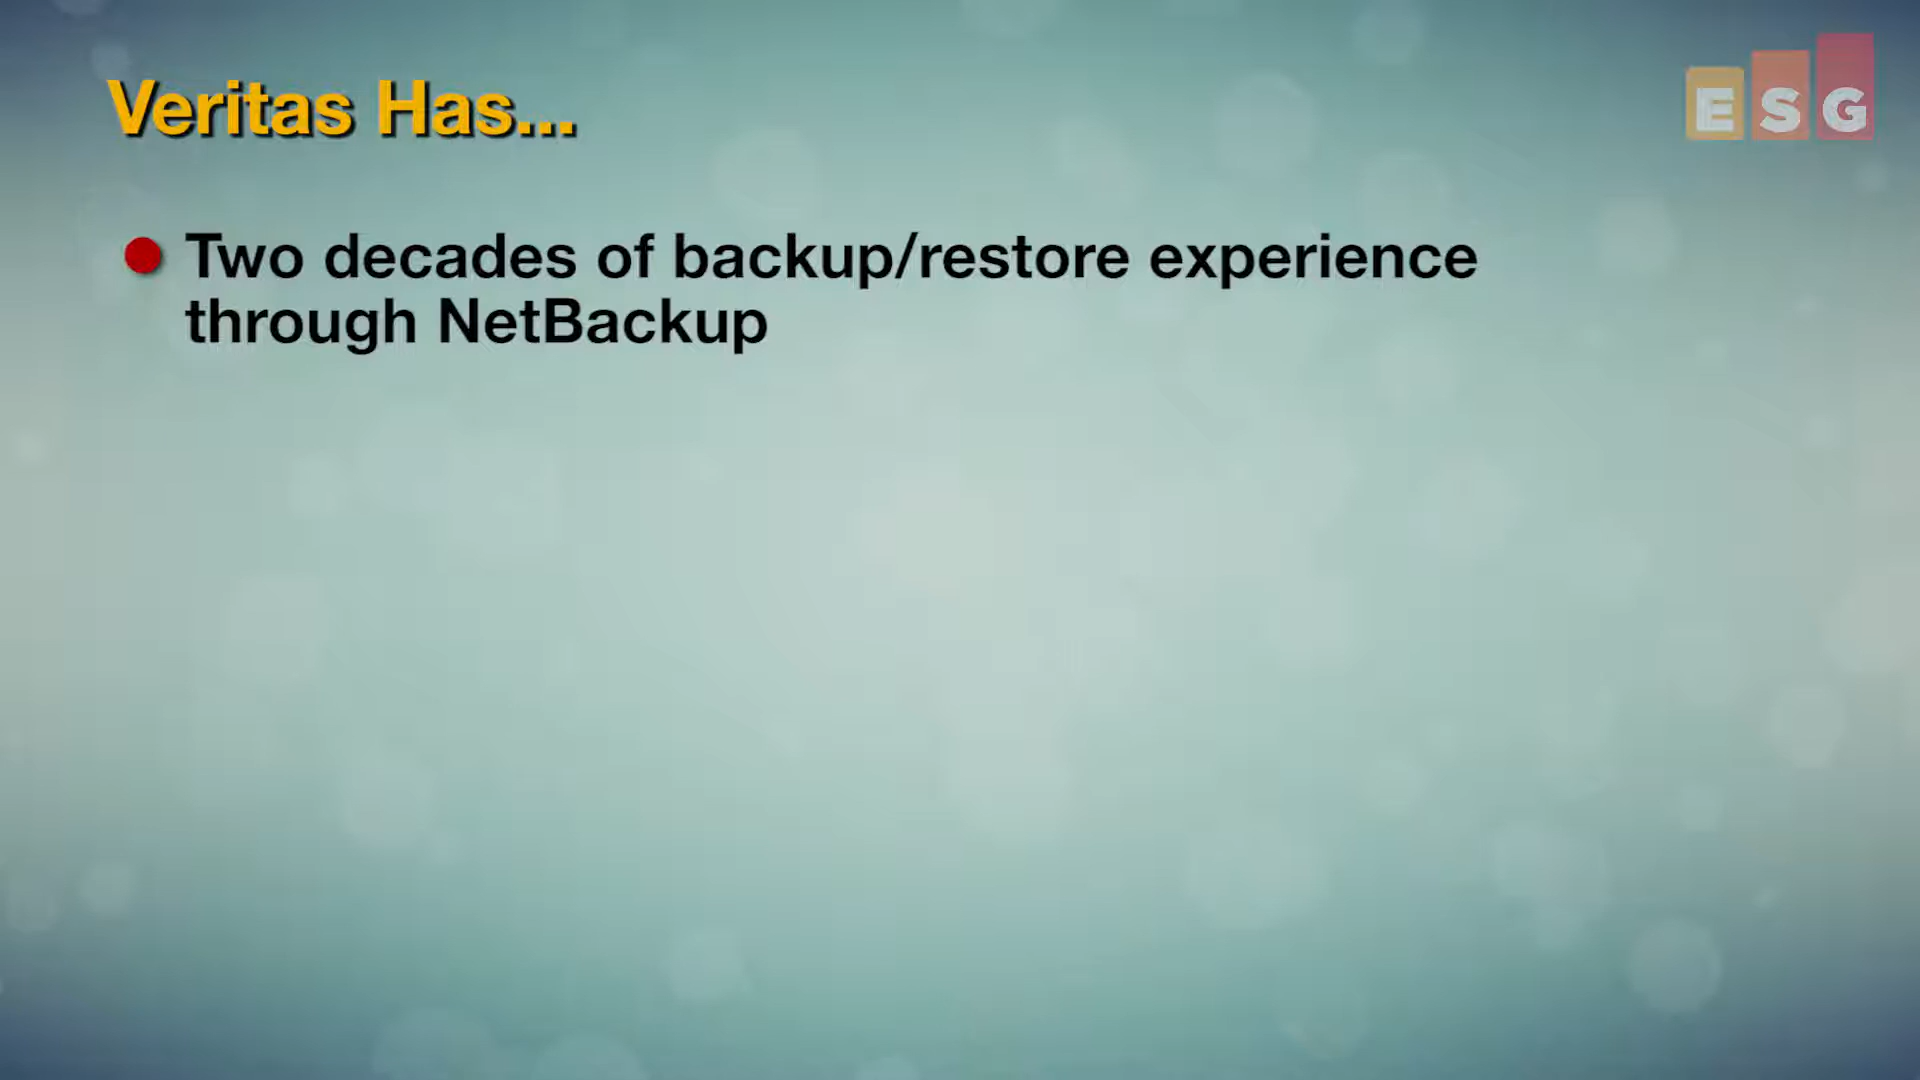 Veritas Has...
ESG
Two decades of backup/restore experience
through NetBackup